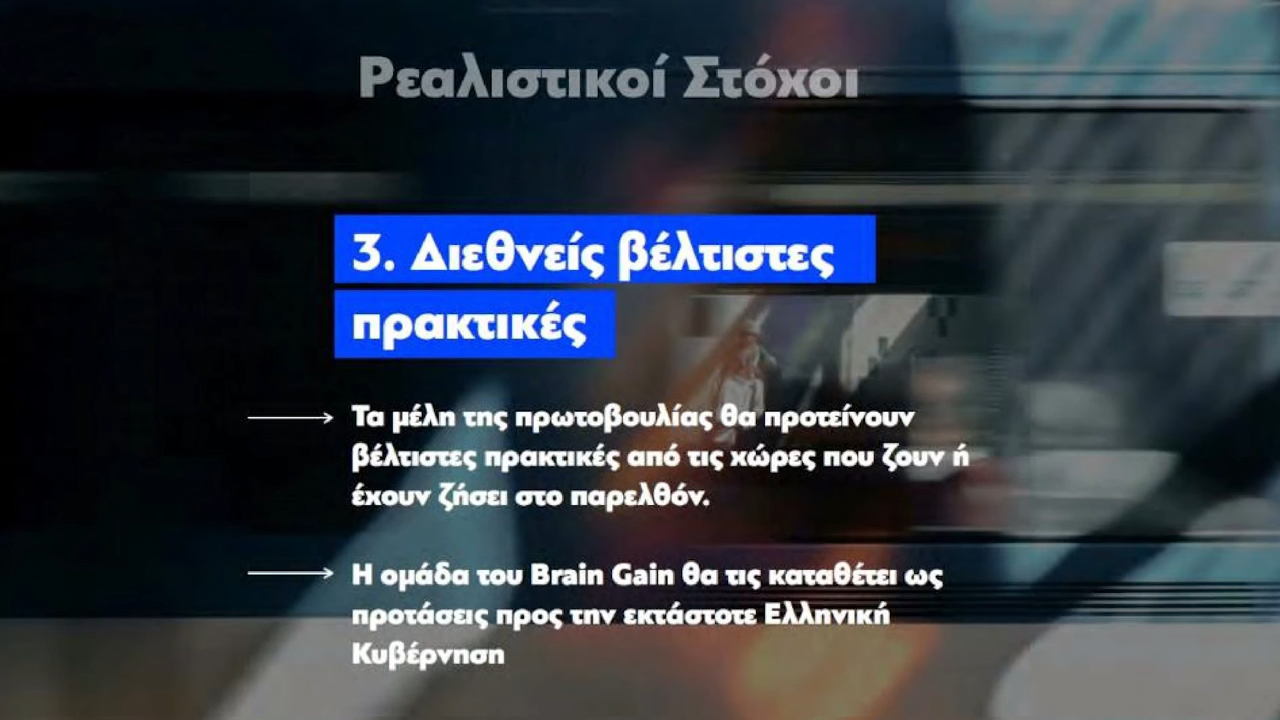 Ρεαλιστικοί Στόχοι
3. Διεθνείς βέλτιστες
πρακτικές
Τα μέλη της πρωτοβουλίας θα προτείνουν
βέλτιστες πρακτικές από τις χώρες που ζουν ή
έχουν ζήσει στο παρελθόν.
Η ομάδα του Brain Gain θα τις καταθέτει ως
προτάσεις προς την εκτάστοτε Ελληνική
Κυβέρνηση